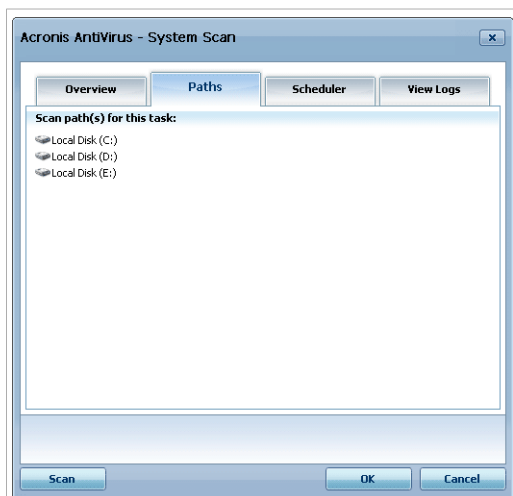 Acronis AntiVirus - System Scan
Overview
Paths
Scheduler
View Logs
Scan path(s) for this task:
Local Disk (C:)
Local Disk (D:)
Local Disk (E:)
Scan
OK
Cancel